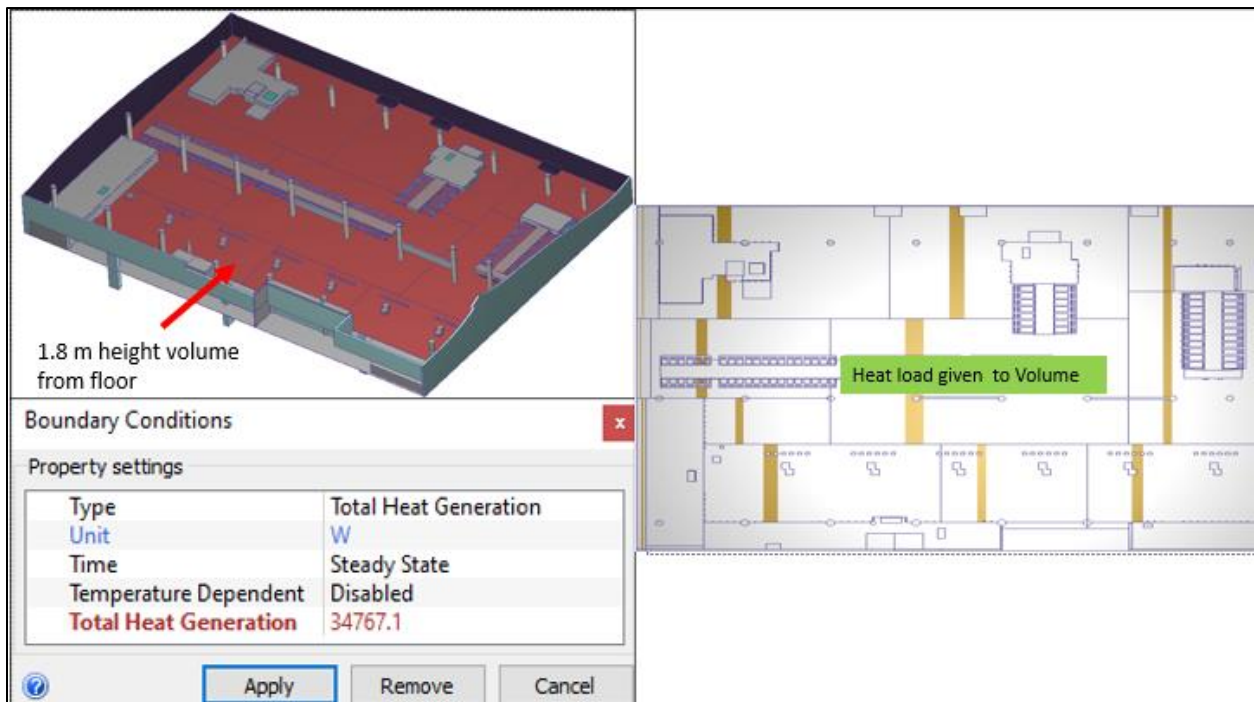 1.8 m height volume
from floor
Boundary Conditions
x
Property settings
Type Total Heat Generation
Unit W
Time Steady State
Temperature Dependent Disabled
Total Heat Generation 34767.1
?
Apply Remove Cancel
Heat load given to Volume